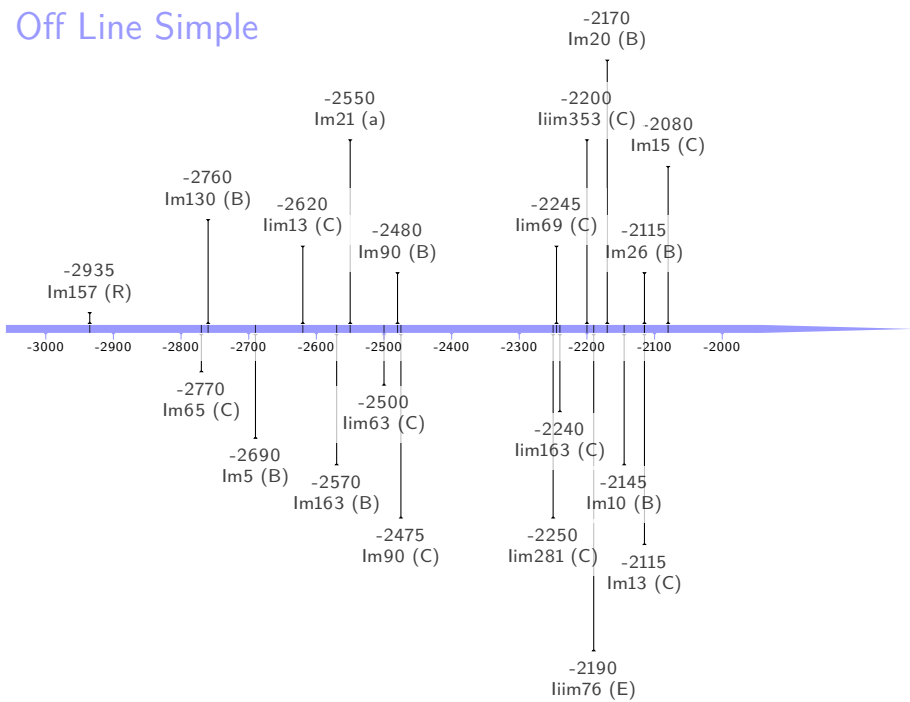 Off Line Simple
-2170
Im20 (B)
-2550
Im21 (a)
-2200
Iiim353 (C)
-2080
Im15 (C)
-2760
Im130 (B)
-2620
Iim13 (C)
-2245
Iim69 (C)
-2480
Im90 (B)
-2115
Im26 (B)
-2935
Im157 (R)
-3000 -2900 -2800 -2700 -2600 -2500 -2400 -2300 -2200 -2100 -2000
-2770
Im65 (C)
-2500
Iim63 (C)
-2240
Iim163 (C)
-2690
Im5 (B)
-2570
Im163 (B)
-2145
Im10 (B)
-2475
Im90 (C)
-2250
Iim281 (C)
-2115
Im13 (C)
-2190
Iiim76 (E)